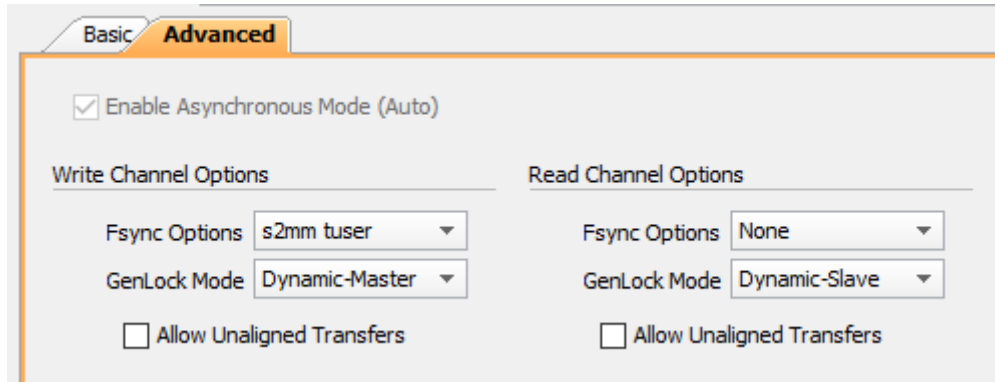 Basic Advanced
Enable Asynchronous Mode (Auto)
Write Channel Options Read Channel Options
Fsync Options s2mm tuser Fsync Options None
GenLock Mode Dynamic-Master GenLock Mode Dynamic-Slave
Allow Unaligned Transfers Allow Unaligned Transfers